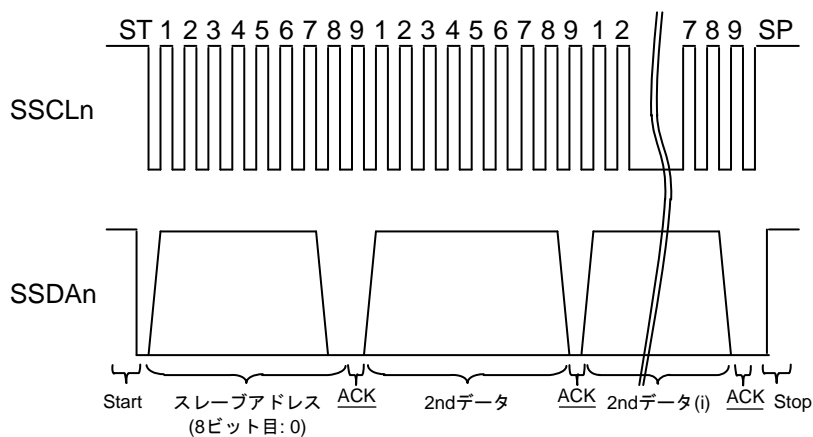 ST 1 2 3 4 5 6 7 8 9 1 2 3 4 5 6 7 8 9 1 2 7 8 9 SP
SSCLn
SSDAn
Start スレーブアドレス ACK 2ndデータ ACK 2ndデータ(i) ACK Stop
(8ビット目: 0)